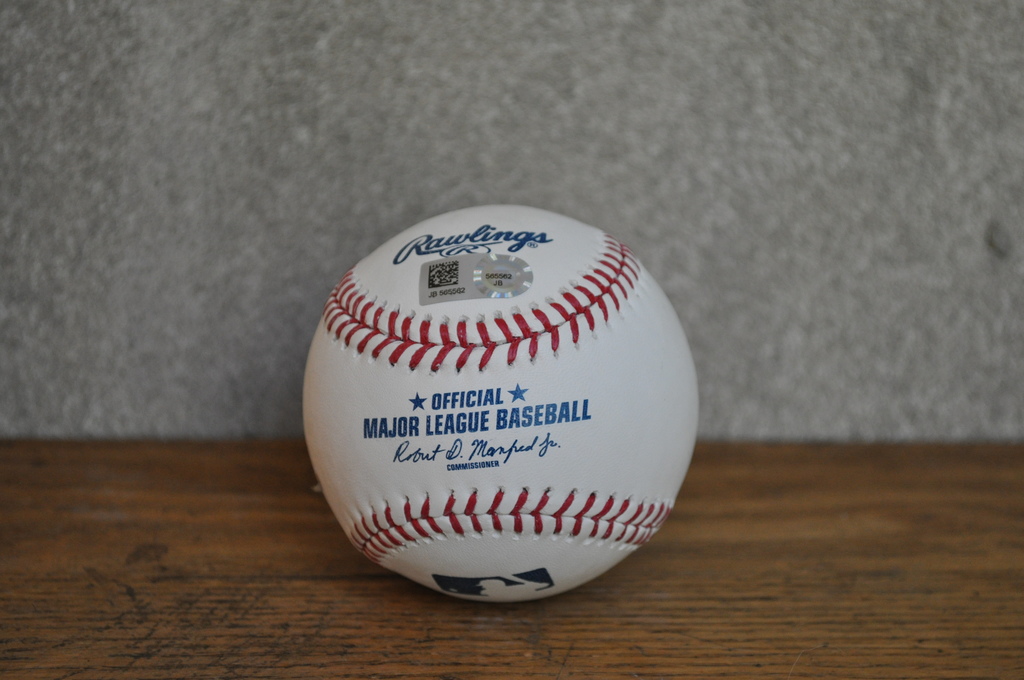 Rawlings®
R
565562
JB
JB 565562
★ OFFICIAL ★
MAJOR LEAGUE BASEBALL
Robert D. Manfred Jr.
COMMISSIONER